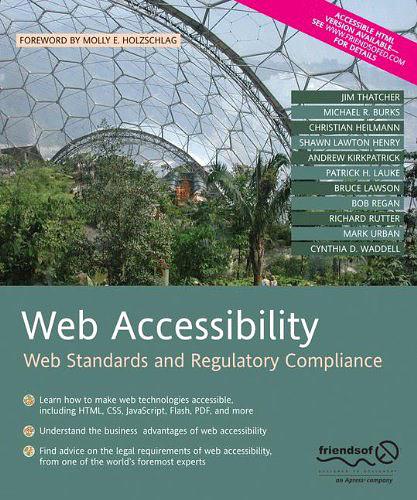 FOREWORD BY MOLLY E. HOLZSCHLAG
ACCESSIBLE HTML
VERSION AVAILABLE—
SEE WWW.FRIENDSOFED.COM
FOR DETAILS
JIM THATCHER
MICHAEL R. BURKS
CHRISTIAN HEILMANN
SHAWN LAWTON HENRY
ANDREW KIRKPATRICK
PATRICK H. LAUKE
BRUCE LAWSON
BOB REGAN
RICHARD RUTTER
MARK URBAN
CYNTHIA D. WADDELL
Web Accessibility
Web Standards and Regulatory Compliance
Learn how to make web technologies accessible,
including HTML, CSS, JavaScript, Flash, PDF, and more
Understand the business advantages of web accessibility
Find advice on the legal requirements of web accessibility,
from one of the world's foremost experts
friendsof
DESIGNER TO DESIGNER™
an Apress® company